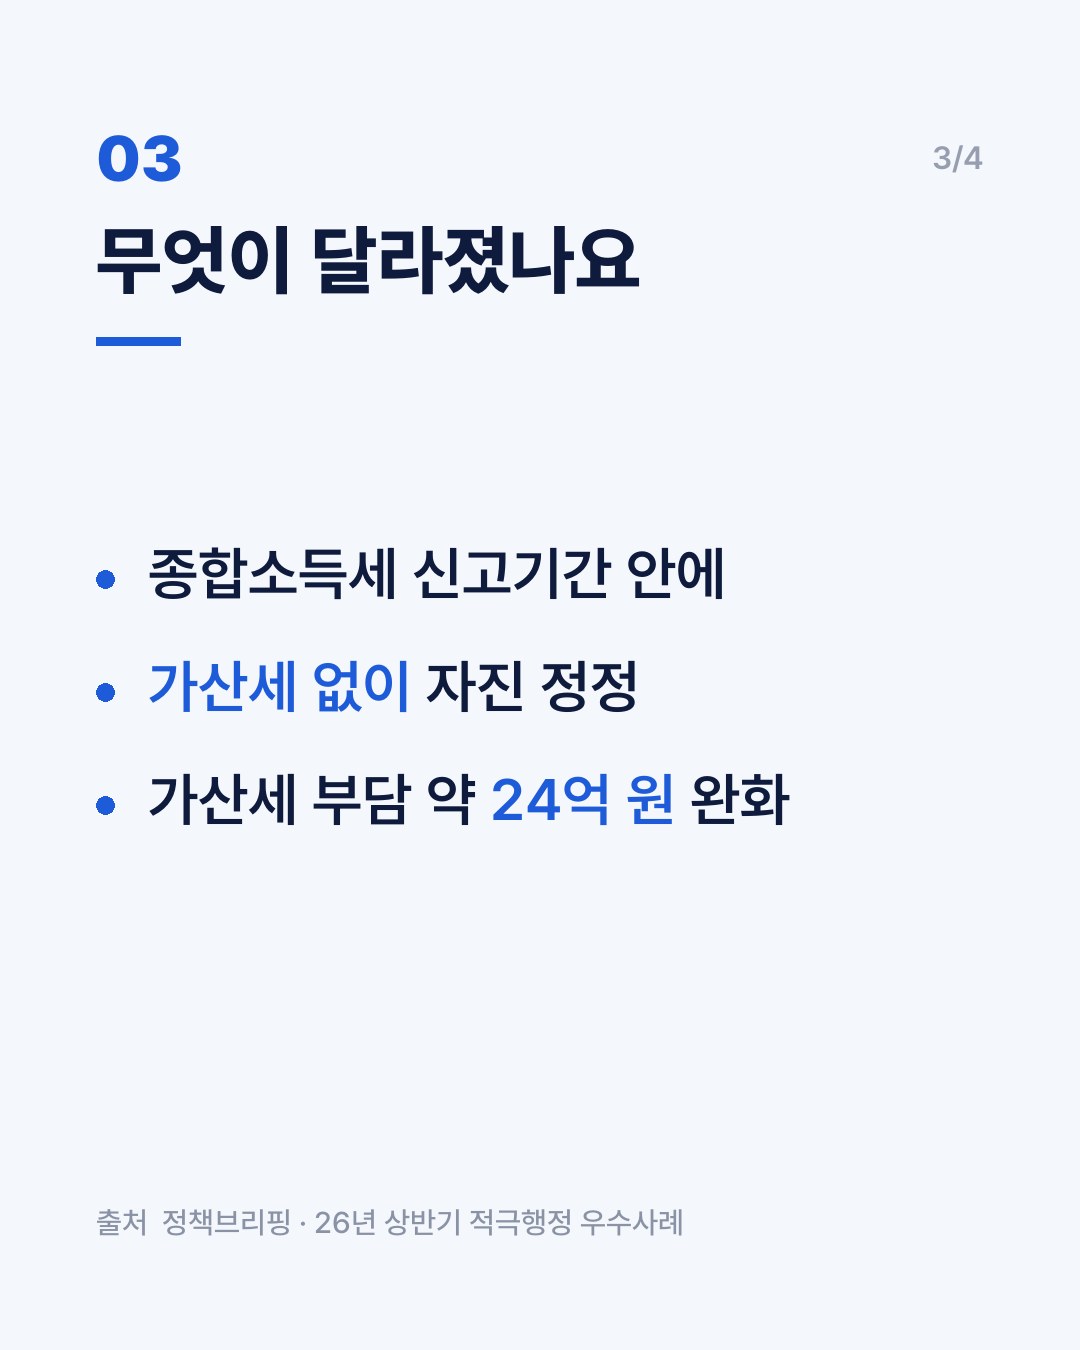 03
3/4
무엇이 달라졌나요
• 종합소득세 신고기간 안에
• 가산세 없이 자진 정정
• 가산세 부담 약 24억 원 완화
출처 정책브리핑 · 26년 상반기 적극행정 우수사례